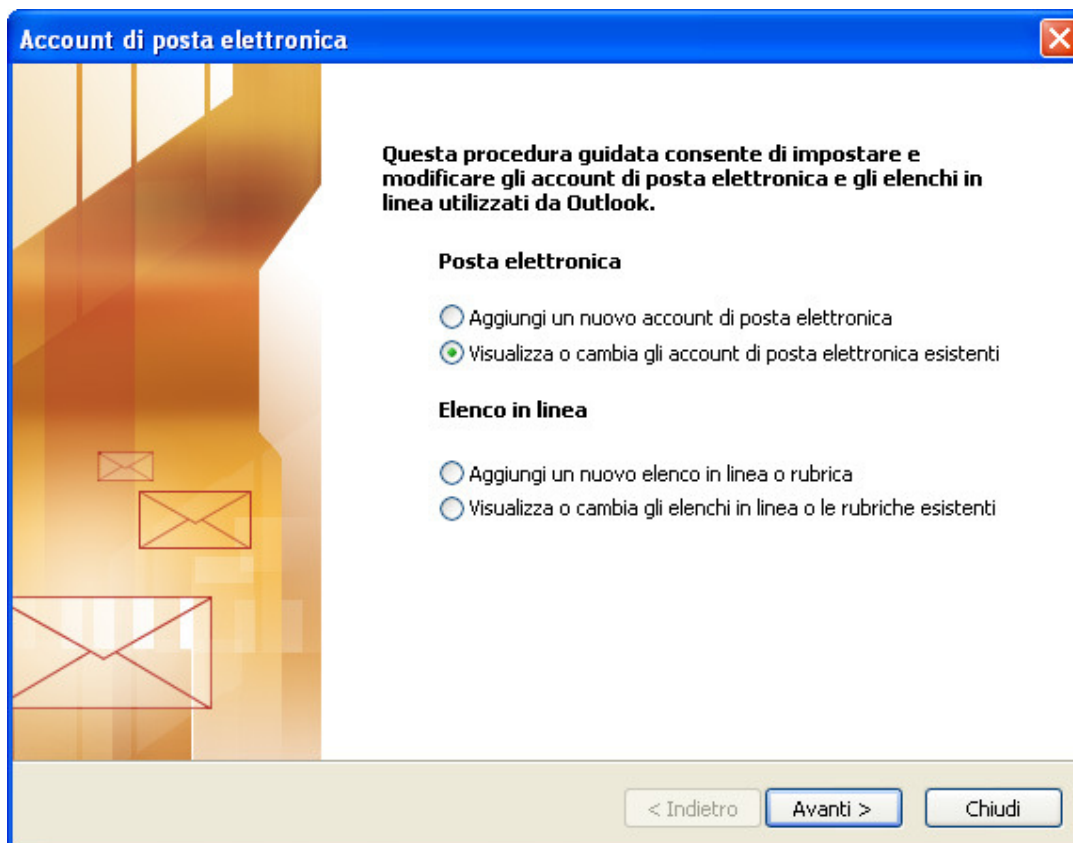 Account di posta elettronica
Questa procedura guidata consente di impostare e
modificare gli account di posta elettronica e gli elenchi in
linea utilizzati da Outlook.
Posta elettronica
Aggiungi un nuovo account di posta elettronica
Visualizza o cambia gli account di posta elettronica esistenti
Elenco in linea
Aggiungi un nuovo elenco in linea o rubrica
Visualizza o cambia gli elenchi in linea o le rubriche esistenti
< Indietro Avanti > Chiudi